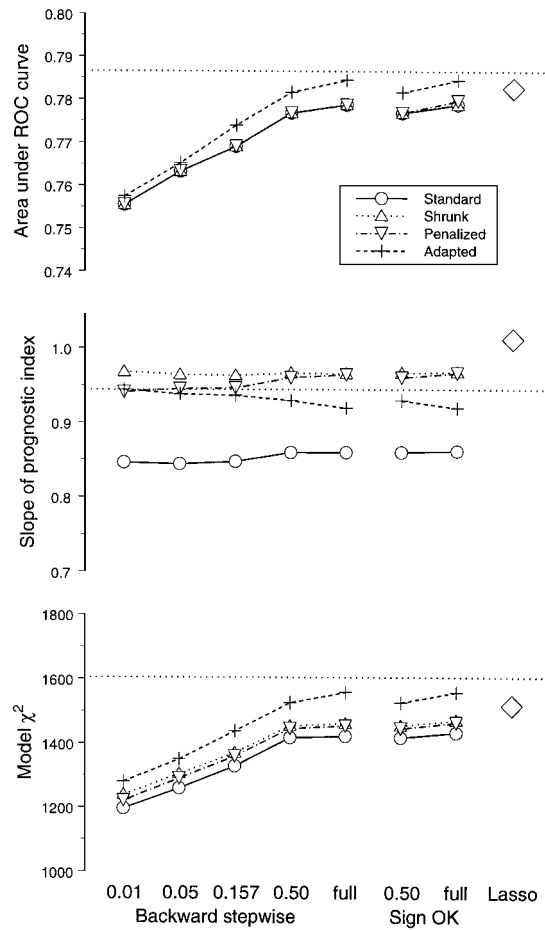 0.80
0.79
0.78
0.77
0.76
0.75
0.74
Area under ROC curve
Standard
Shrunk
Penalized
Adapted
1.0
0.9
0.8
0.7
Slope of prognostic index
1800
1600
1400
1200
1000
Model χ²
0.01 0.05 0.157 0.50 full 0.50 full Lasso
Backward stepwise Sign OK